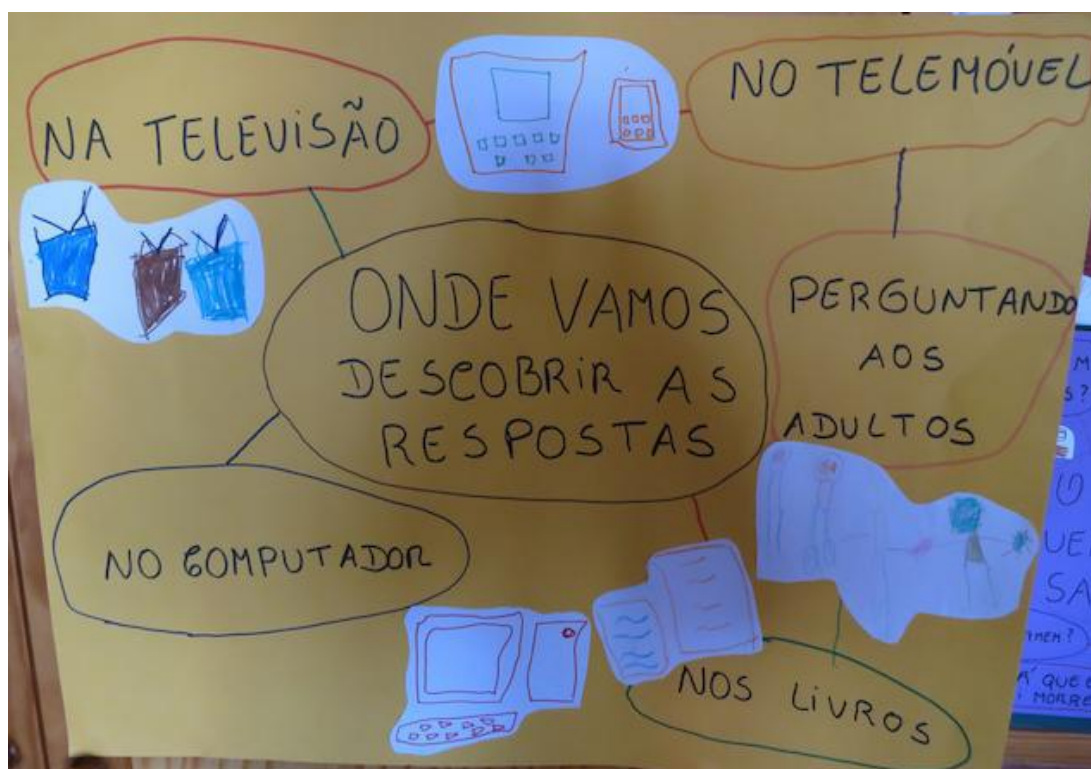 NA TELEVISÃO
NO TELEMÓVEL
ONDE VAMOS
DESCOBRIR AS
RESPOSTAS
PERGUNTANDO
AOS
ADULTOS
NO COMPUTADOR
NOS LIVROS